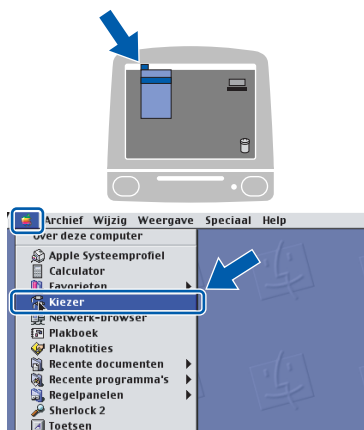 Archief Wijzig Weergave Speciaal Help
Over deze computer
Apple Systeemprofiel
Calculator
Favorieten
Kiezer
Netwerk-browser
Plakboek
Plaknotities
Recente documenten
Recente programma's
Regelpanelen
Sherlock 2
Toetsen